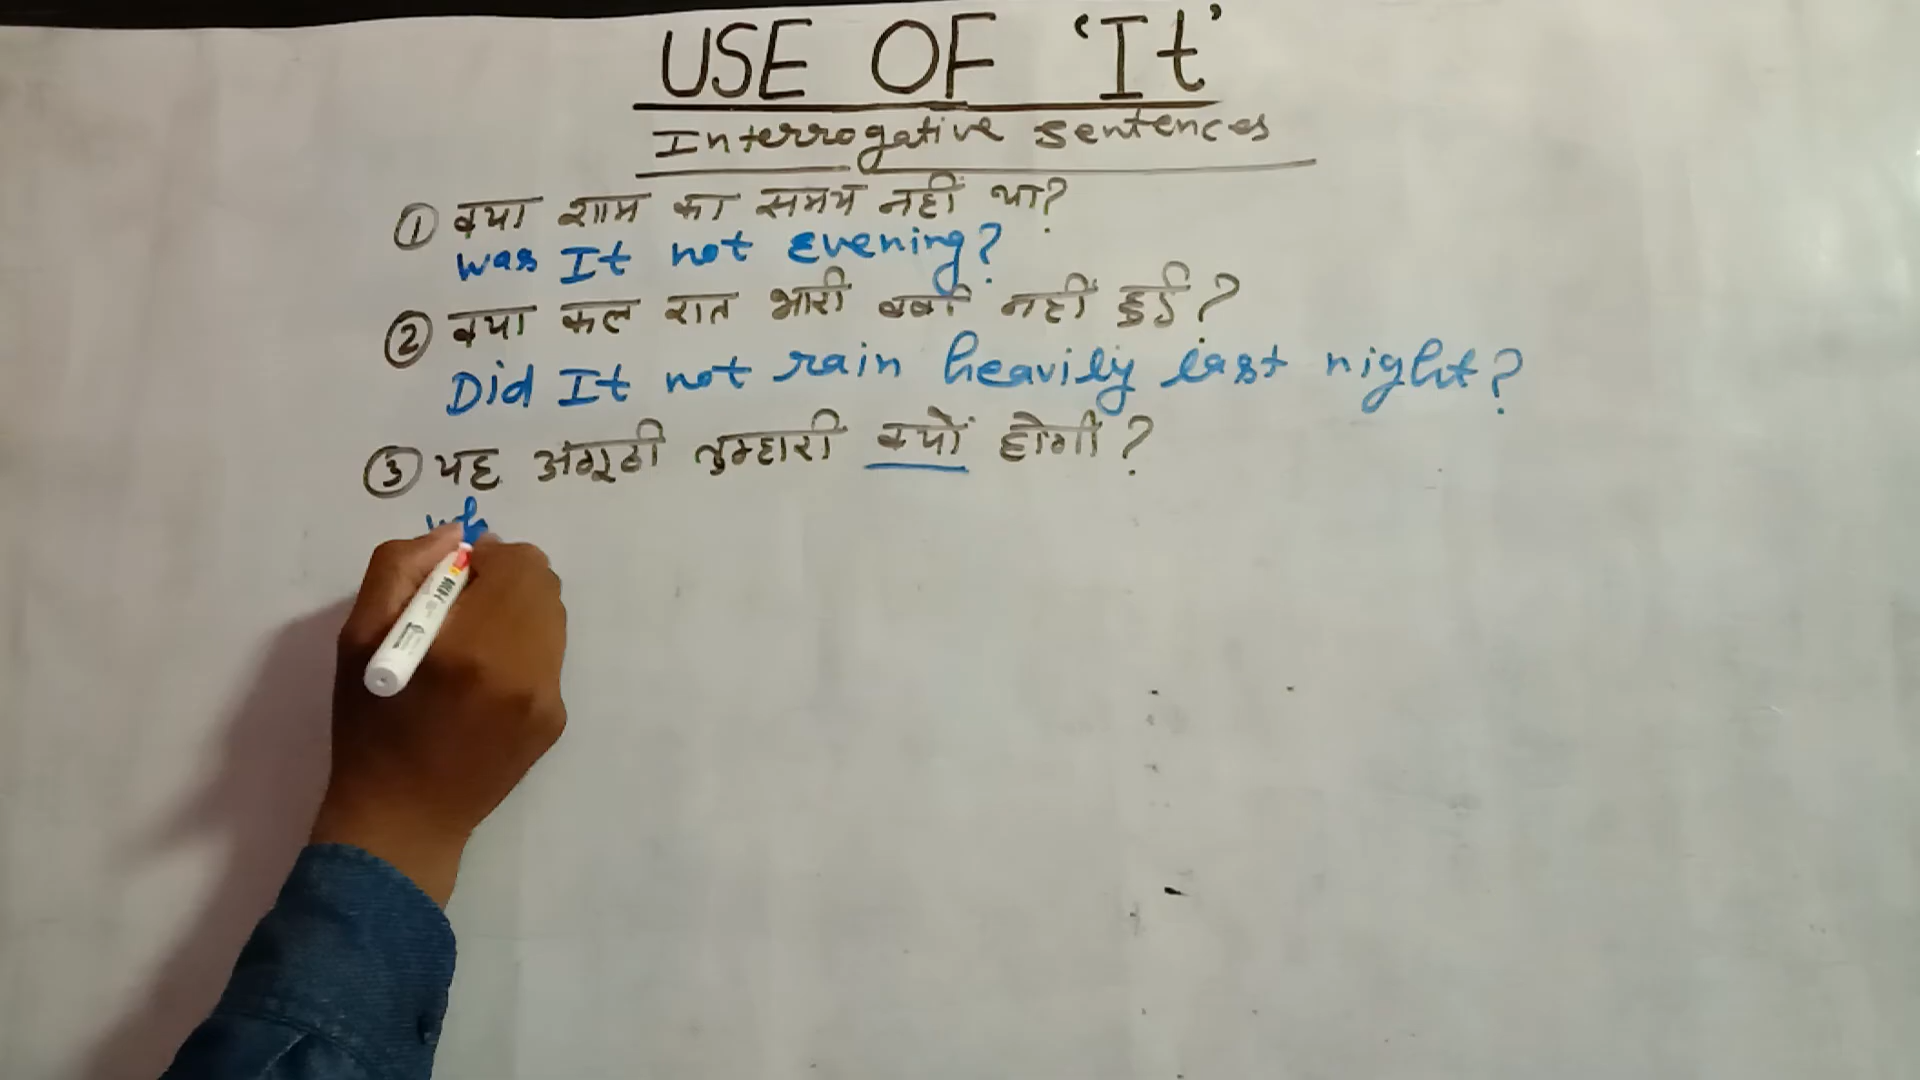 USE OF 'It'
Interrogative sentences
① क्या शाम का समय नहीं था?
was It not Evening?
② क्या कल रात भारी वर्षा नहीं हुई?
Did It not rain heavily last night?
③ यह अंगूठी तुम्हारी क्यों होगी?
wh